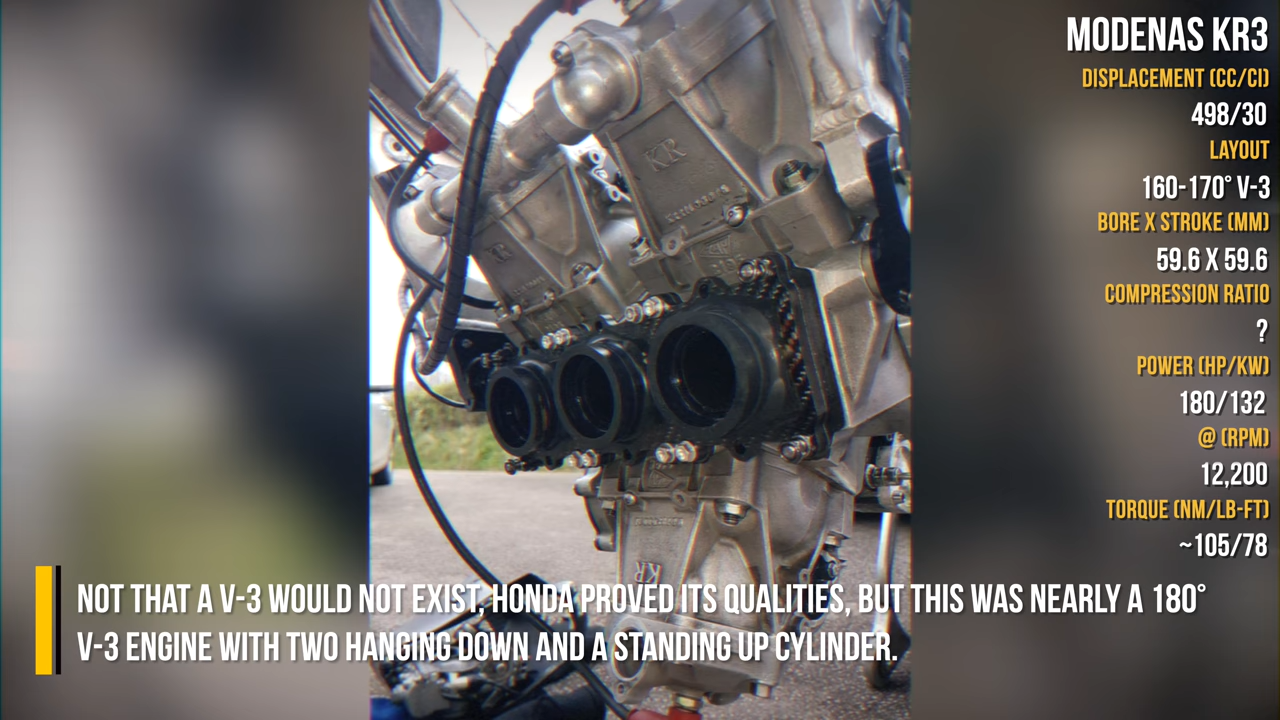 MODENAS KR3
DISPLACEMENT (CC/CI)
498/30
LAYOUT
160-170° V-3
BORE X STROKE (MM)
59.6 X 59.6
COMPRESSION RATIO
?
POWER (HP/KW)
180/132
@ (RPM)
12,200
TORQUE (NM/LB-FT)
~105/78
KR
KR
KR
NOT THAT A V-3 WOULD NOT EXIST, HONDA PROVED ITS QUALITIES, BUT THIS WAS NEARLY A 180°
V-3 ENGINE WITH TWO HANGING DOWN AND A STANDING UP CYLINDER.